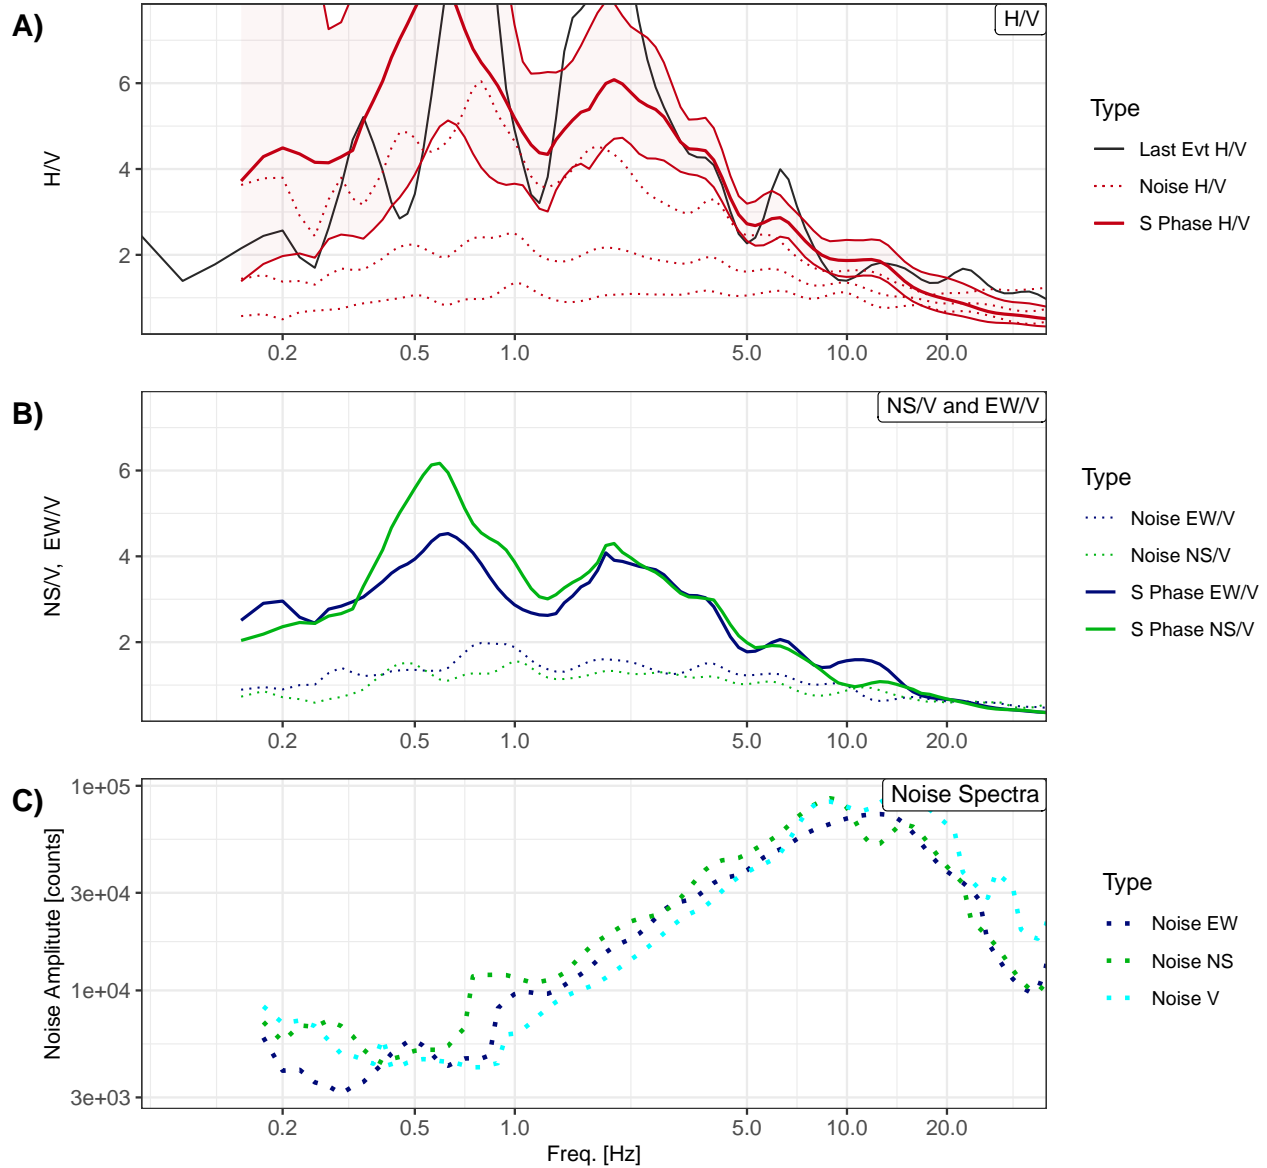 A)
H/V
H/V
6
4
2
0.2 0.5 1.0 5.0 10.0 20.0
Type
Last Evt H/V
Noise H/V
S Phase H/V
B)
NS/V and EW/V
NS/V, EW/V
6
4
2
0.2 0.5 1.0 5.0 10.0 20.0
Type
Noise EW/V
Noise NS/V
S Phase EW/V
S Phase NS/V
C)
Noise Spectra
Noise Amplitute [counts]
1e+05
3e+04
1e+04
3e+03
0.2 0.5 1.0 5.0 10.0 20.0
Freq. [Hz]
Type
Noise EW
Noise NS
Noise V